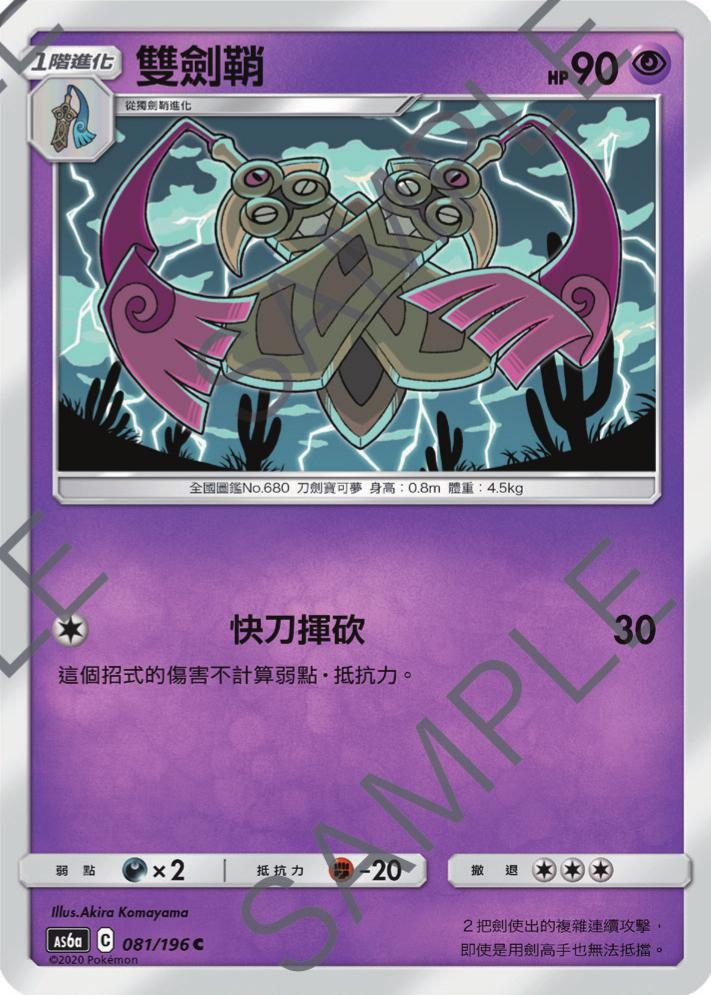 1階進化 雙劍鞘 HP 90
從獨劍鞘進化
全國圖鑑No.680 刀劍寶可夢 身高：0.8m 體重：4.5kg
快刀揮砍 30
這個招式的傷害不計算弱點・抵抗力。
弱點 ×2 抵抗力 -20 撤退
Illus.Akira Komayama
AS6a C 081/196 C
©2020 Pokémon
2把劍使出的複雜連續攻擊，
即使是用劍高手也無法抵擋。
SAMPLE
SAMPLE
SAMPLE